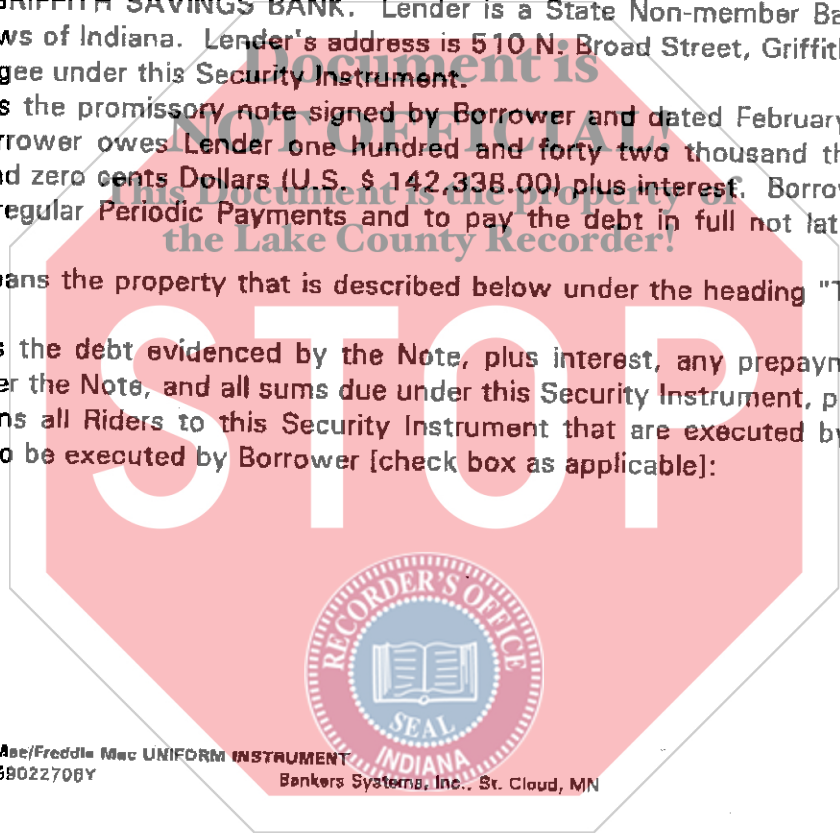 GRIFFITH SAVINGS BANK. Lender is a State Non-member Ba
ws of Indiana. Lender's address is 510 N. Broad Street, Griffith
gee under this Security Instrument.
Document is
s the promissory note signed by Borrower and dated February
NOT OFFICIAL!
rrower owes Lender one hundred and forty two thousand th
nd zero cents Dollars (U.S. $ 142,338.00) plus interest. Borrow
This Document is the property of
regular Periodic Payments and to pay the debt in full not lat
the Lake County Recorder!
ans the property that is described below under the heading "T
STOP
s the debt evidenced by the Note, plus interest, any prepaym
er the Note, and all sums due under this Security Instrument, p
ns all Riders to this Security Instrument that are executed by
o be executed by Borrower [check box as applicable]:
RECORDER'S OFFICE
SEAL
INDIANA
Mae/Freddie Mac UNIFORM INSTRUMENT
Bankers Systems, Inc., St. Cloud, MN